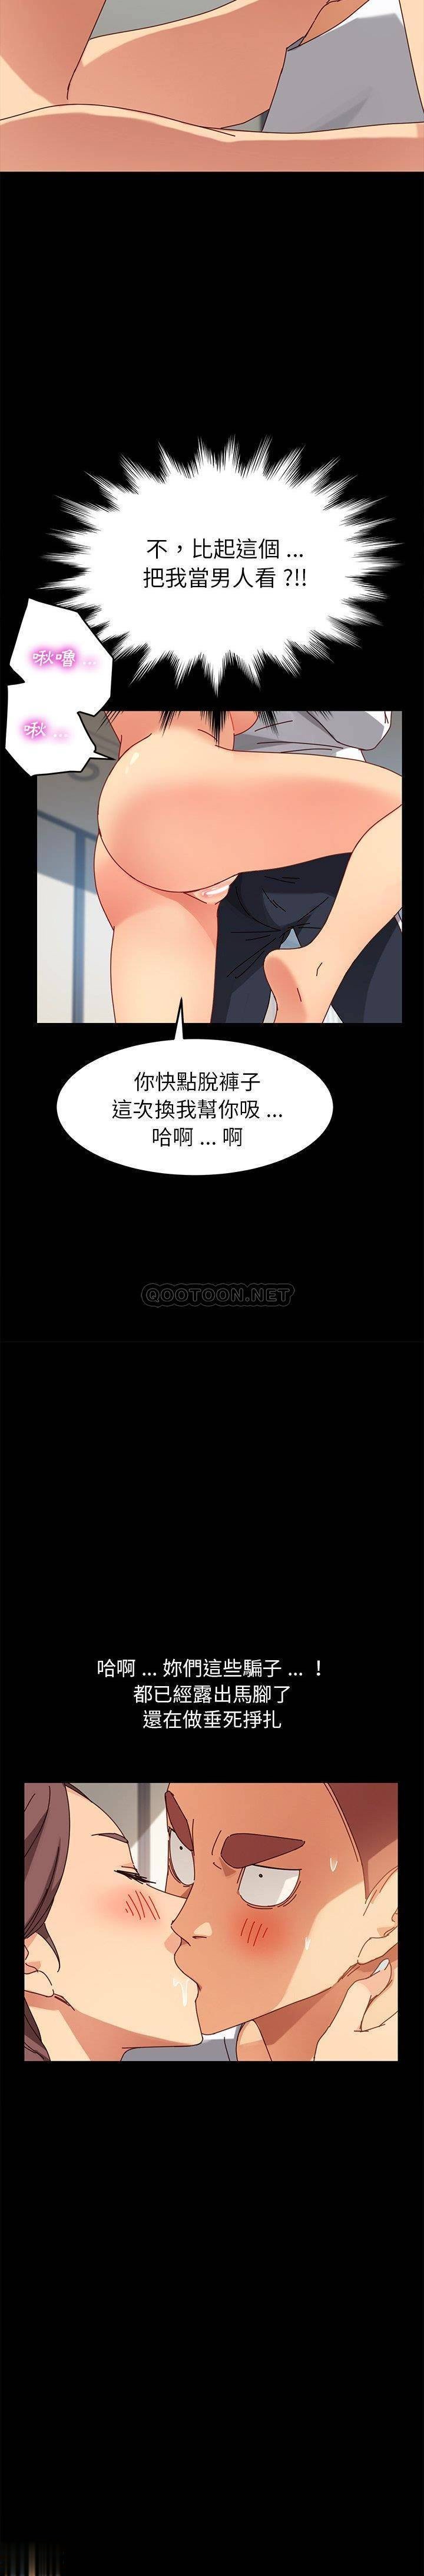 不，比起這個 ...
把我當男人看 ?!!
啾嚕 ...
啾 ...
你快點脫褲子
這次換我幫你吸 ...
哈啊 ... 啊
QOOTOON.NET
哈啊 ... 妳們這些騙子 ... ！
都已經露出馬腳了
還在做垂死掙扎